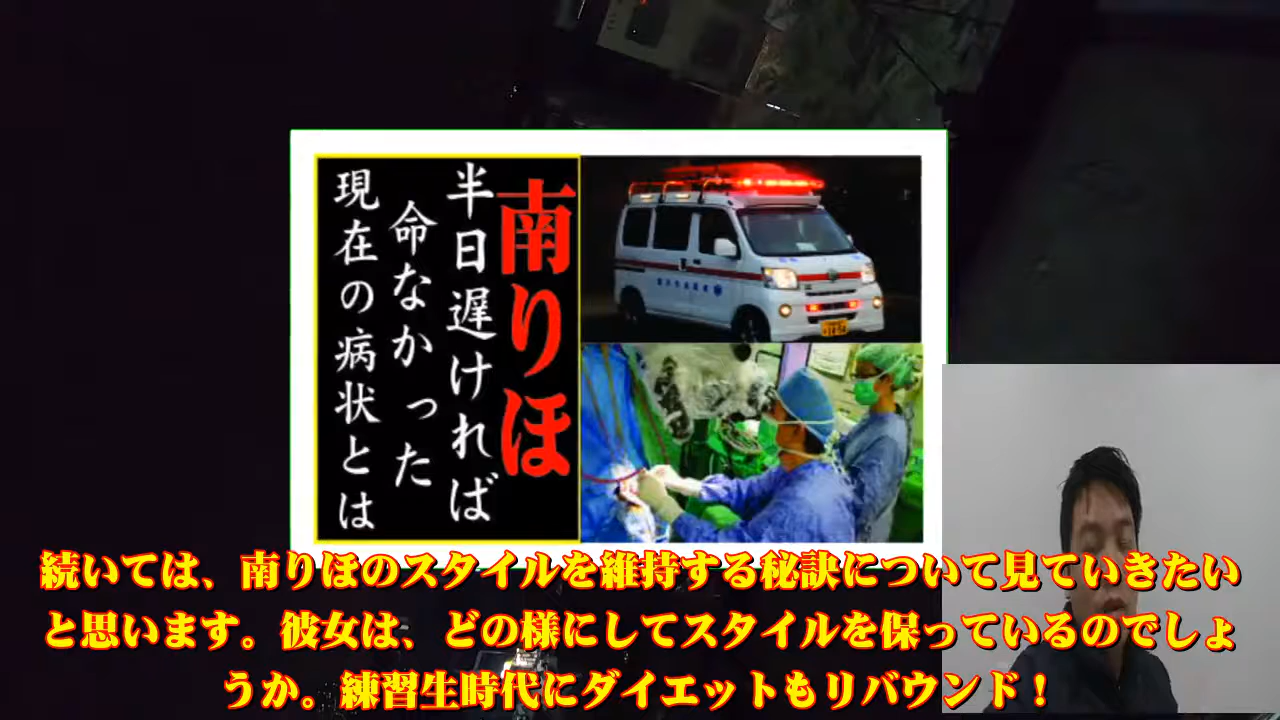 南りほ
半日遅ければ
命なかった
現在の病状とは
続いては、南りほのスタイルを維持する秘訣について見ていきたい
と思います。彼女は、どの様にしてスタイルを保っているのでしょ
うか。練習生時代にダイエットもリバウンド！